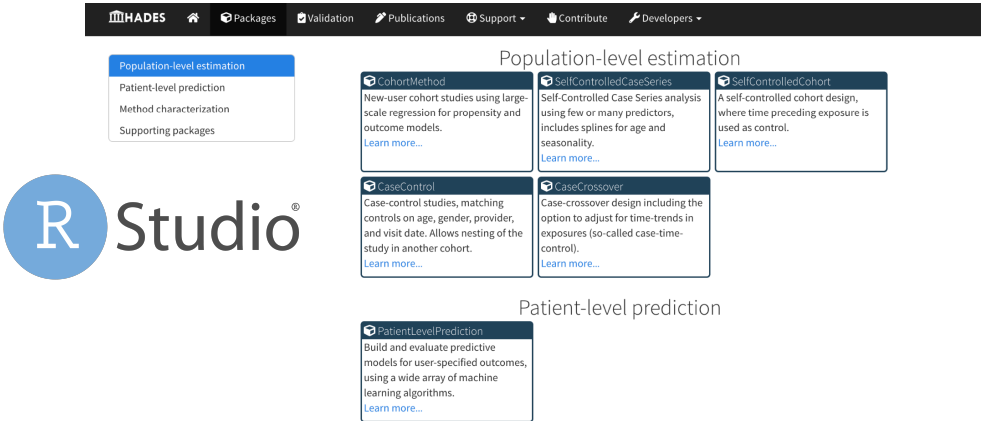 HADES Packages Validation Publications Support Contribute Developers
Population-level estimation
Patient-level prediction
Method characterization
Supporting packages
R Studio®
Population-level estimation
CohortMethod
New-user cohort studies using large-
scale regression for propensity and
outcome models.
Learn more...
SelfControlledCaseSeries
Self-Controlled Case Series analysis
using few or many predictors,
includes splines for age and
seasonality.
Learn more...
SelfControlledCohort
A self-controlled cohort design,
where time preceding exposure is
used as control.
Learn more...
CaseControl
Case-control studies, matching
controls on age, gender, provider,
and visit date. Allows nesting of the
study in another cohort.
Learn more...
CaseCrossover
Case-crossover design including the
option to adjust for time-trends in
exposures (so-called case-time-
control).
Learn more...
Patient-level prediction
PatientLevelPrediction
Build and evaluate predictive
models for user-specified outcomes,
using a wide array of machine
learning algorithms.
Learn more...